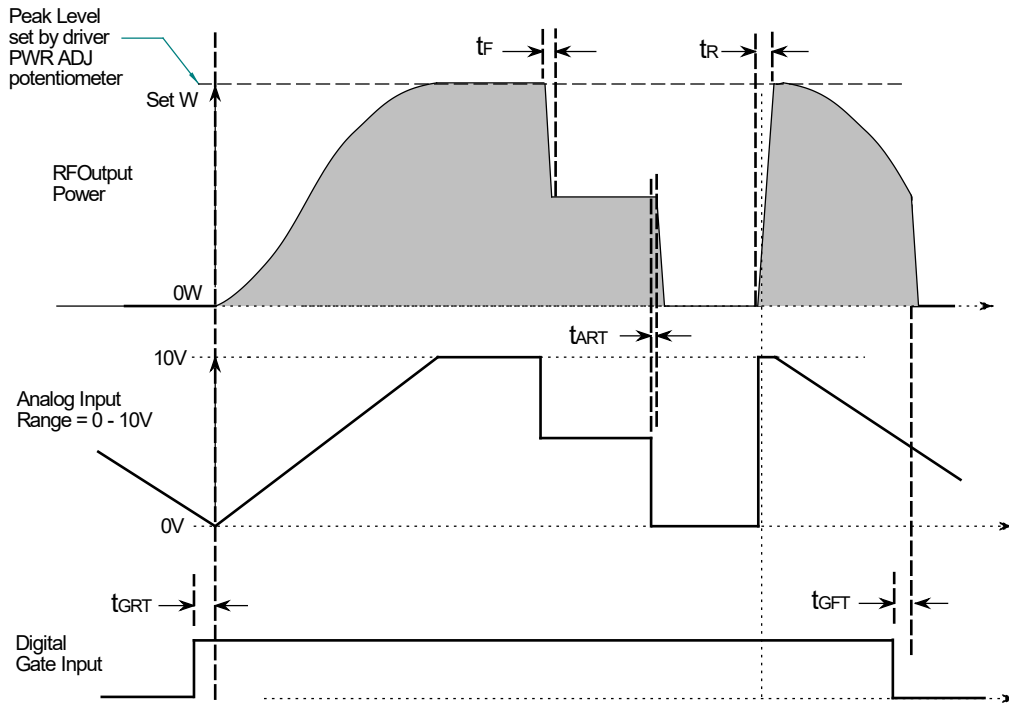 Peak Level
set by driver
PWR ADJ
potentiometer
Set W
tF
tR
RFOutput
Power
0W
tART
10V
Analog Input
Range = 0 - 10V
0V
tGRT
tGFT
Digital
Gate Input